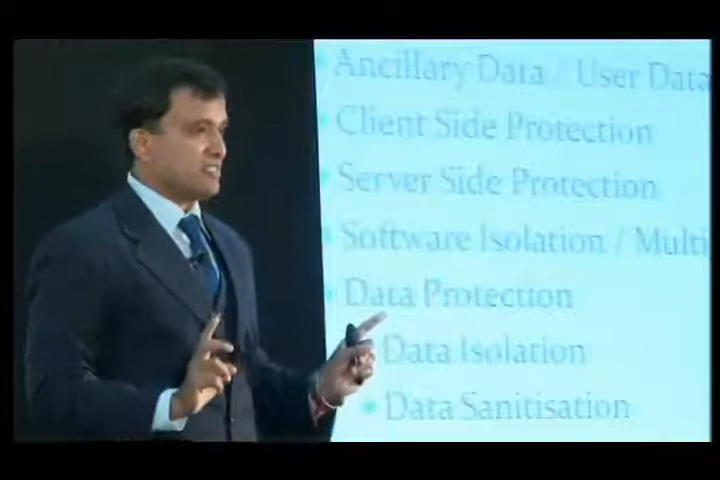 Ancillary Data / User Data
Client Side Protection
Server Side Protection
Software Isolation / Multi
Data Protection
Data Isolation
Data Sanitisation